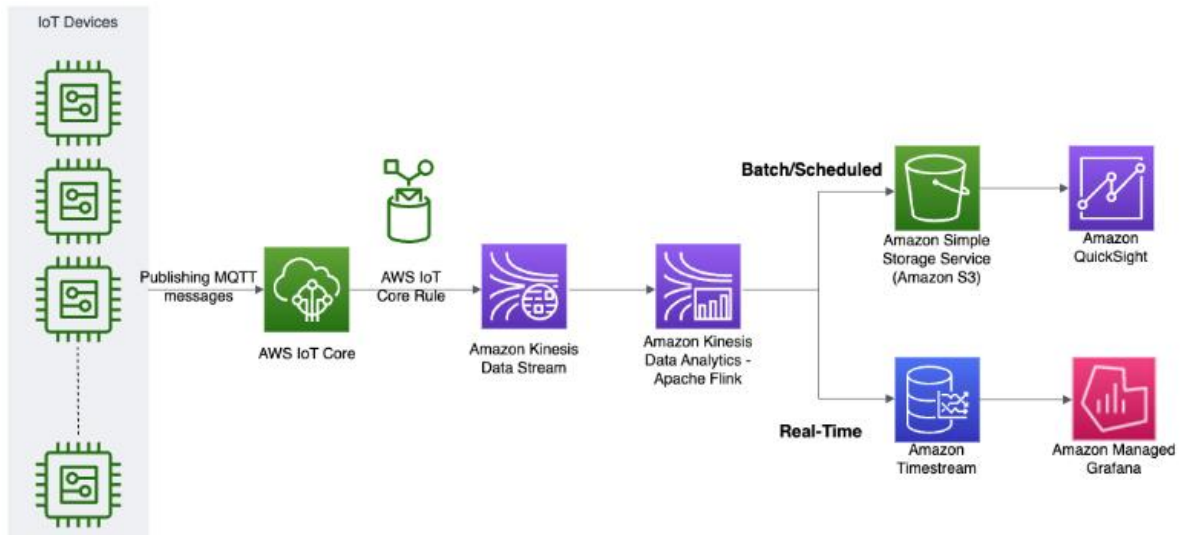 IoT Devices
Publishing MQTT
messages
AWS IoT Core
AWS IoT
Core Rule
Amazon Kinesis
Data Stream
Amazon Kinesis
Data Analytics -
Apache Flink
Batch/Scheduled
Amazon Simple
Storage Service
(Amazon S3)
Amazon
QuickSight
Real-Time
Amazon
Timestream
Amazon Managed
Grafana